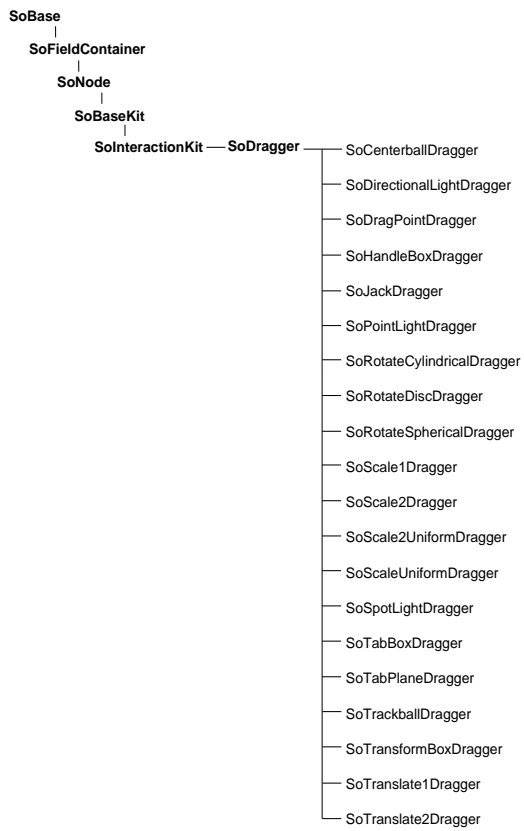 SoBase
SoFieldContainer
SoNode
SoBaseKit
SoInteractionKit SoDragger SoCenterballDragger
SoDirectionalLightDragger
SoDragPointDragger
SoHandleBoxDragger
SoJackDragger
SoPointLightDragger
SoRotateCylindricalDragger
SoRotateDiscDragger
SoRotateSphericalDragger
SoScale1Dragger
SoScale2Dragger
SoScale2UniformDragger
SoScaleUniformDragger
SoSpotLightDragger
SoTabBoxDragger
SoTabPlaneDragger
SoTrackballDragger
SoTransformBoxDragger
SoTranslate1Dragger
SoTranslate2Dragger